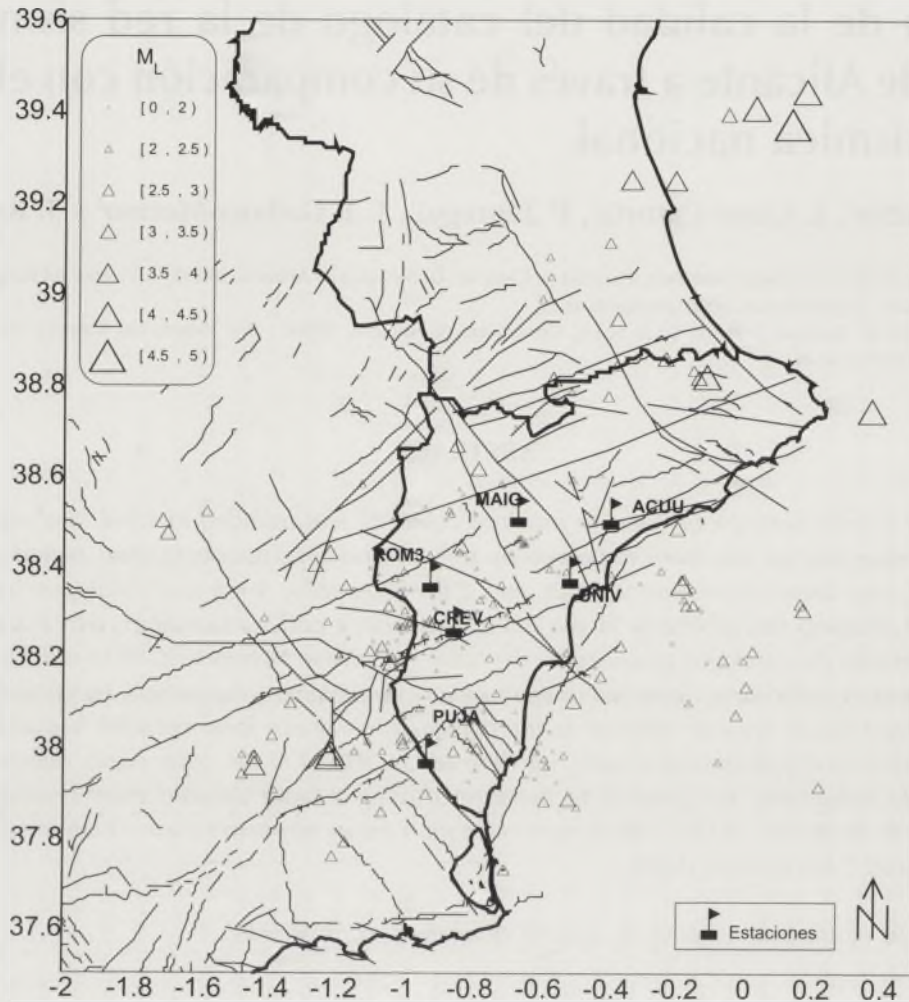 39.6
39.4
39.2
39
38.8
38.6
38.4
38.2
38
37.8
37.6
M
[0 , 2)
[2 , 2.5)
[2.5 , 3)
[3 , 3.5)
[3.5 , 4)
[4 , 4.5)
[4.5 , 5)
MAIG
ACUU
ROM3
UNIV
CREV
PUJA
N
Estaciones
-2 -1.8 -1.6 -1.4 -1.2 -1 -0.8 -0.6 -0.4 -0.2 0 0.2 0.4